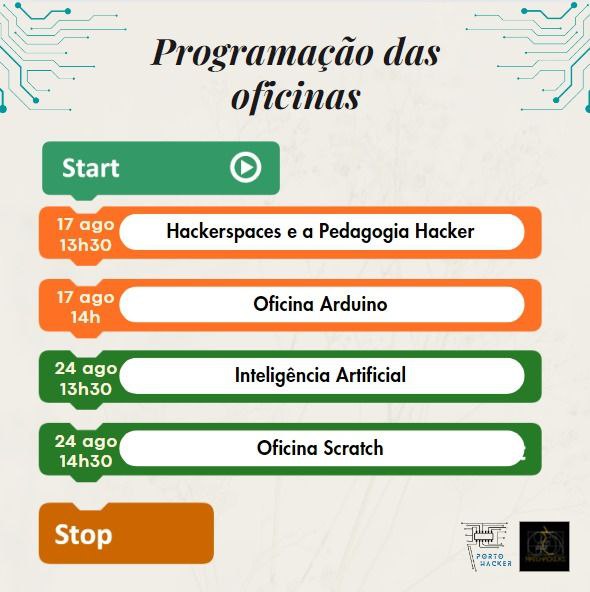 Programação das
oficinas
Start
17 ago
13h30
Hackerspaces e a Pedagogia Hacker
17 ago
14h
Oficina Arduino
24 ago
13h30
Inteligência Artificial
24 ago
14h30
Oficina Scratch
Stop
PORTO
HACKER